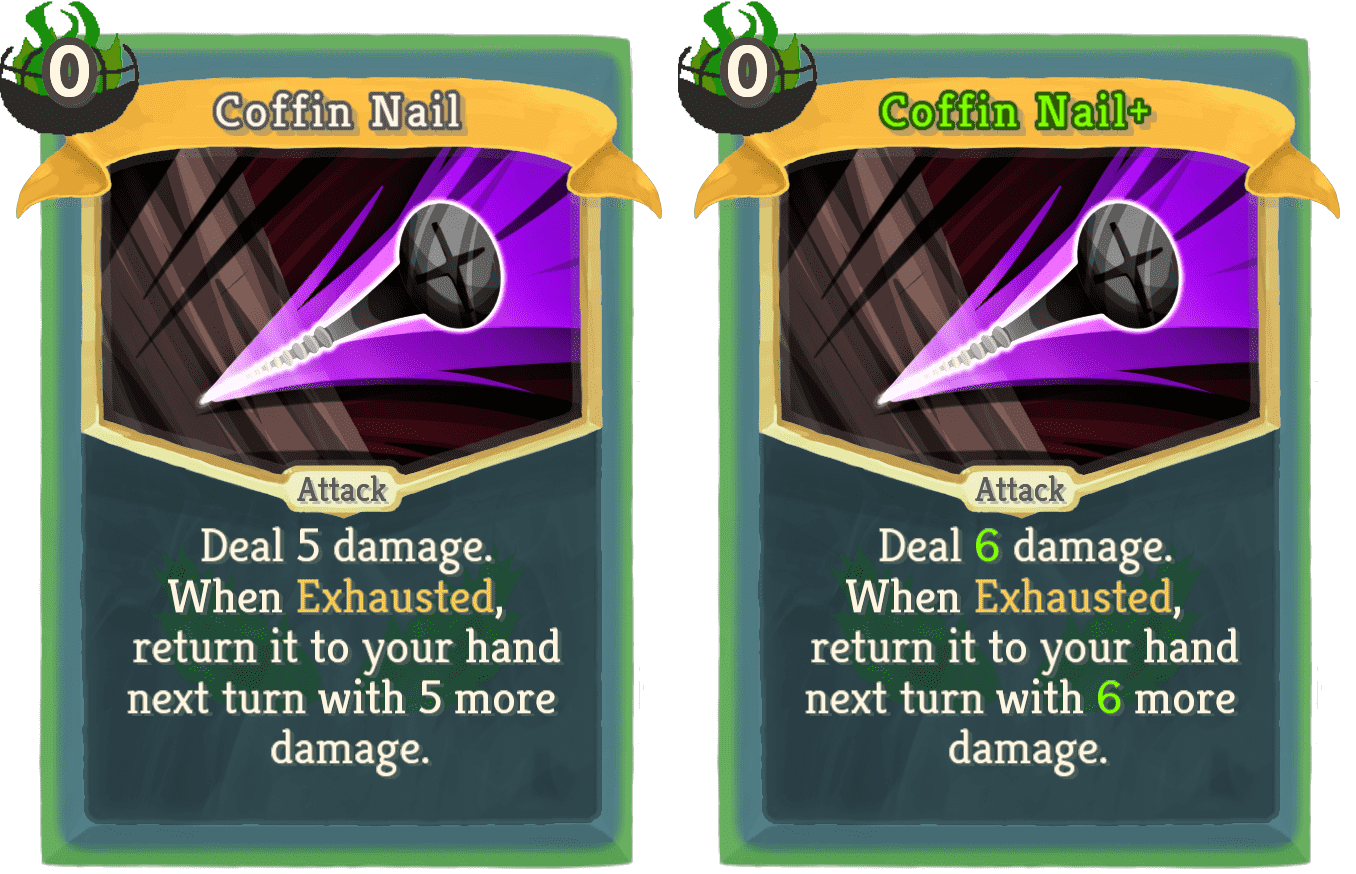 0
Coffin Nail
Attack
Deal 5 damage.
When Exhausted,
return it to your hand
next turn with 5 more
damage.
0
Coffin Nail+
Attack
Deal 6 damage.
When Exhausted,
return it to your hand
next turn with 6 more
damage.